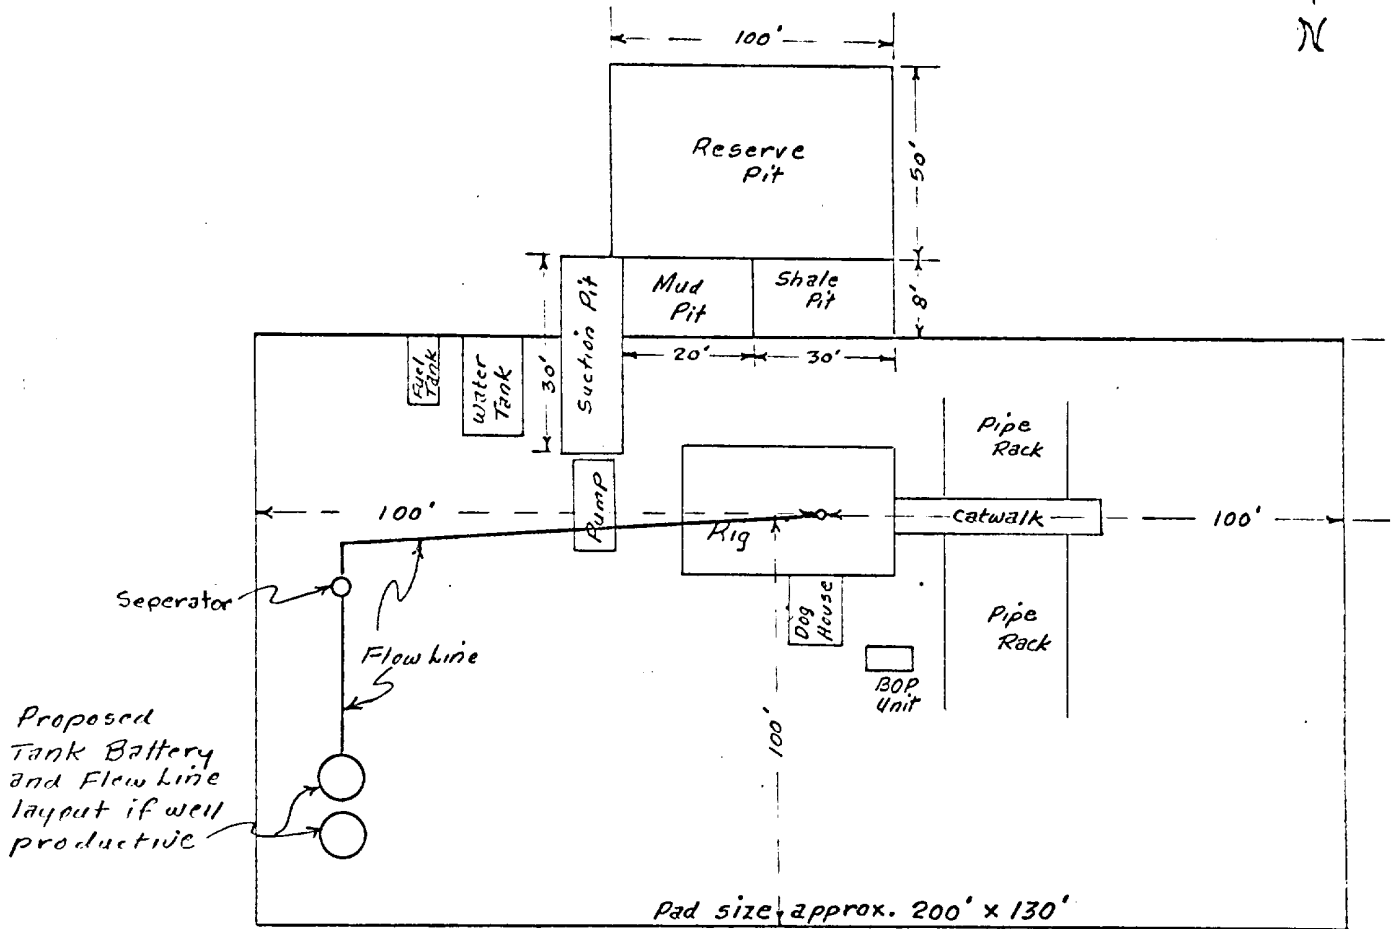 N
100'
Reserve
Pit
50'
Mud
Pit
Shale
Pit
8'
Suction Pit
30'
20'
30'
Fuel
Tank
Water
Tank
Pipe
Rack
Pump
100'
Rig
Catwalk
100'
Seperator
Dog
House
Pipe
Rack
Flow Line
BOP
Unit
100'
Proposed
Tank Battery
and Flow Line
layout if well
productive
Pad size approx. 200' x 130'